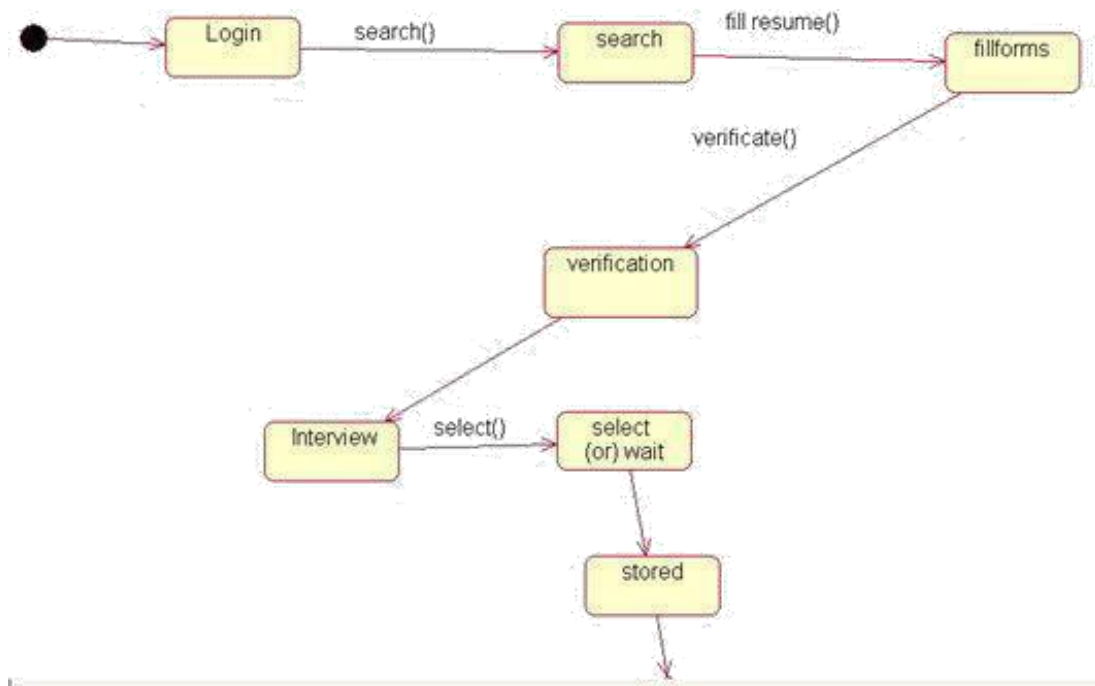 Login
search()
search
fill resume()
fillforms
verificate()
verification
Interview
select()
select
(or) wait
stored